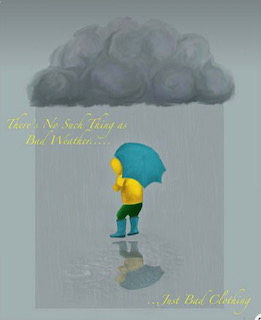 There's No Such Thing as
Bad Weather.....
...Just Bad Clothing